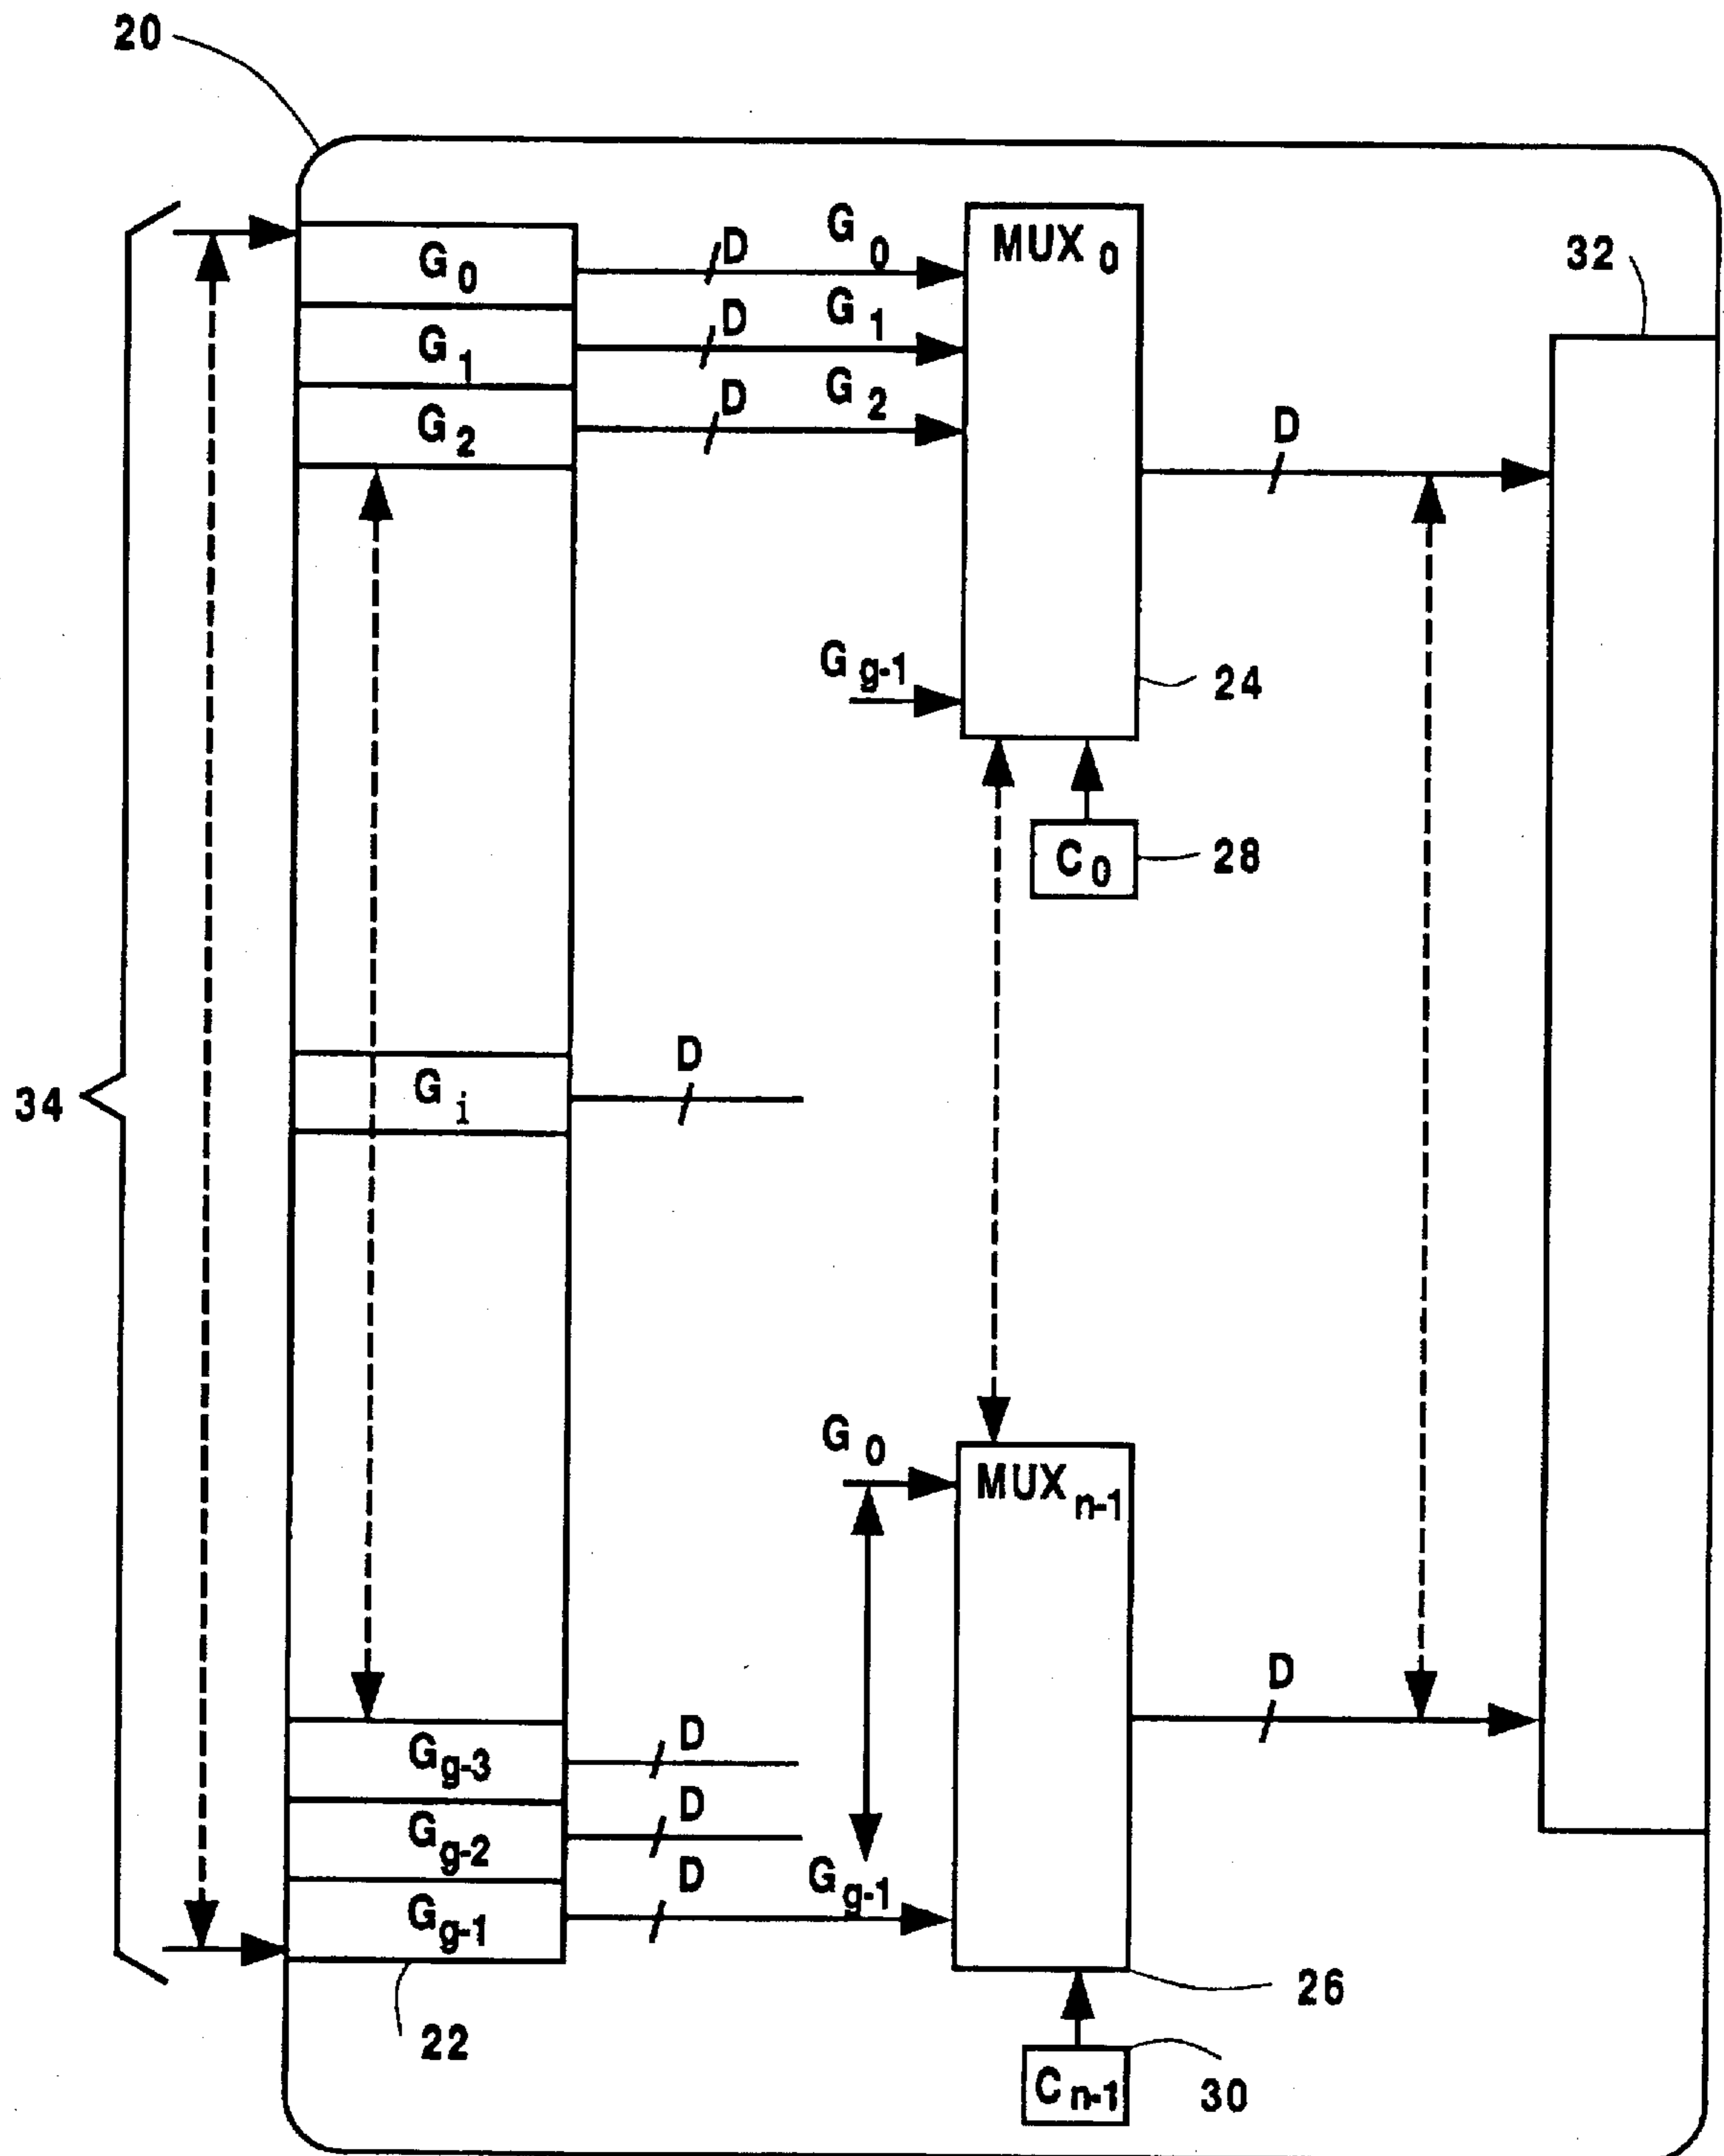 20
G0 D G0 MUX0
32
G1 D G1
G2 D G2
D
Gg-1
24
C0 28
D
34 Gi
G0
MUXn-1
D
Gg-3 D
Gg-2 D
Gg-1 D Gg-1
26
22
Cn-1 30